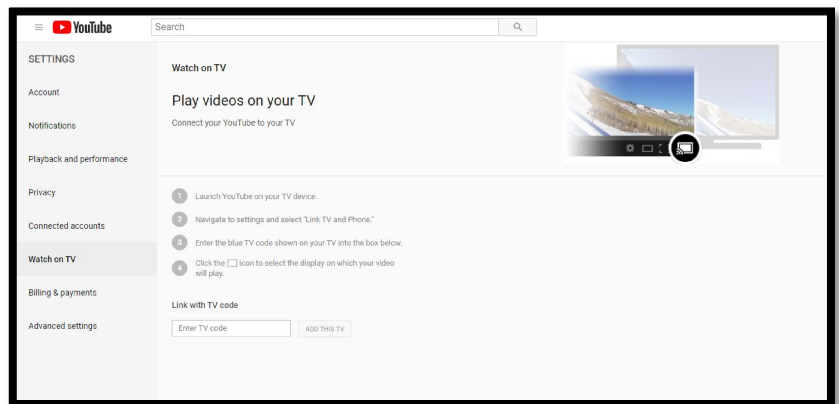 YouTube
Search
SETTINGS
Account
Notifications
Playback and performance
Privacy
Connected accounts
Watch on TV
Billing & payments
Advanced settings
Watch on TV
Play videos on your TV
Connect your YouTube to your TV
1 Launch YouTube on your TV device.
2 Navigate to settings and select "Link TV and Phone."
3 Enter the blue TV code shown on your TV into the box below.
4 Click the icon to select the display on which your video
will play.
Link with TV code
Enter TV code
ADD THIS TV